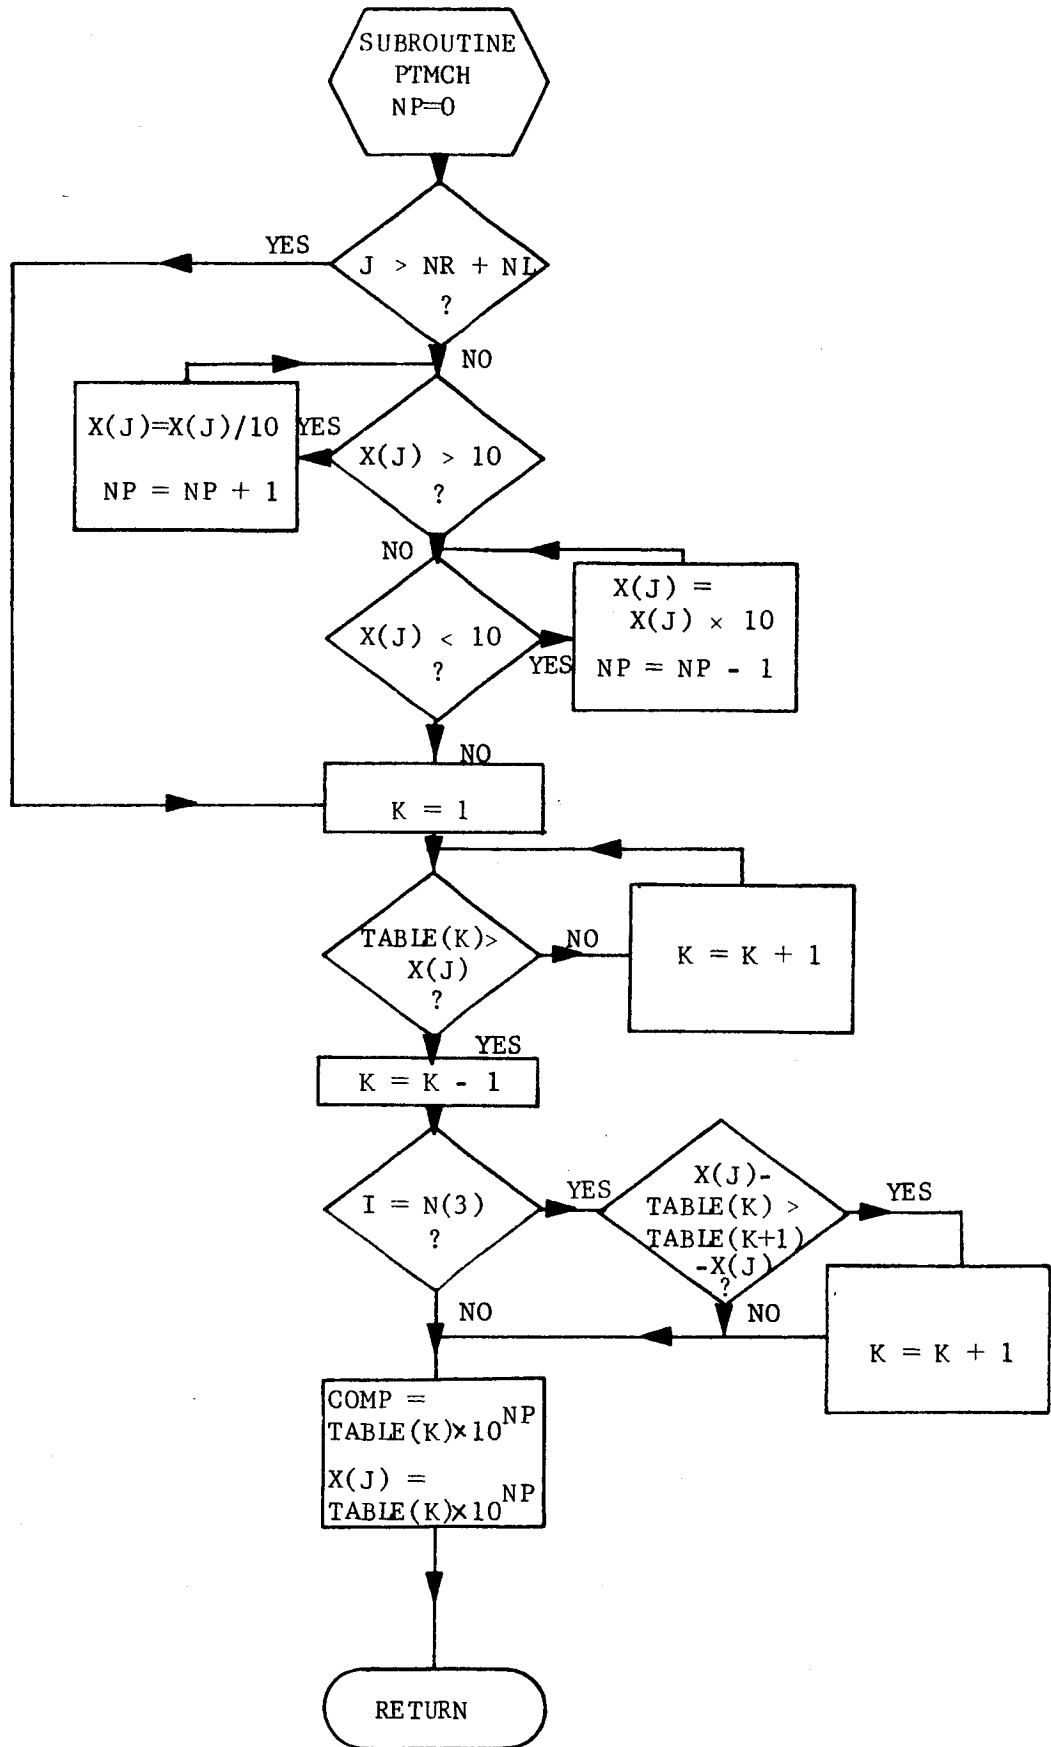 SUBROUTINE
PTMCH
NP=0
YES
J > NR + NL
?
NO
X(J)=X(J)/10
NP = NP + 1
YES
X(J) > 10
?
NO
X(J) =
X(J) × 10
NP = NP - 1
X(J) < 10
?
YES
NO
K = 1
TABLE(K)>
X(J)
?
NO
K = K + 1
YES
K = K - 1
I = N(3)
?
YES
X(J)-
TABLE(K) >
TABLE(K+1)
-X(J)
?
YES
NO
NO
K = K + 1
COMP =
TABLE(K)×10^NP
X(J) =
TABLE(K)×10^NP
RETURN